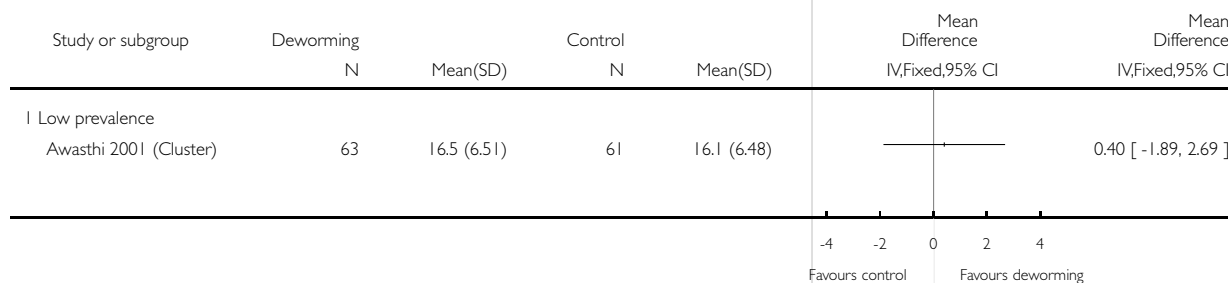 Study or subgroup Deworming Control Mean Difference Mean Difference
N Mean(SD) N Mean(SD) IV,Fixed,95% CI IV,Fixed,95% CI
1 Low prevalence
Awasthi 2001 (Cluster) 63 16.5 (6.51) 61 16.1 (6.48) 0.40 [ -1.89, 2.69 ]
-4 -2 0 2 4
Favours control Favours deworming